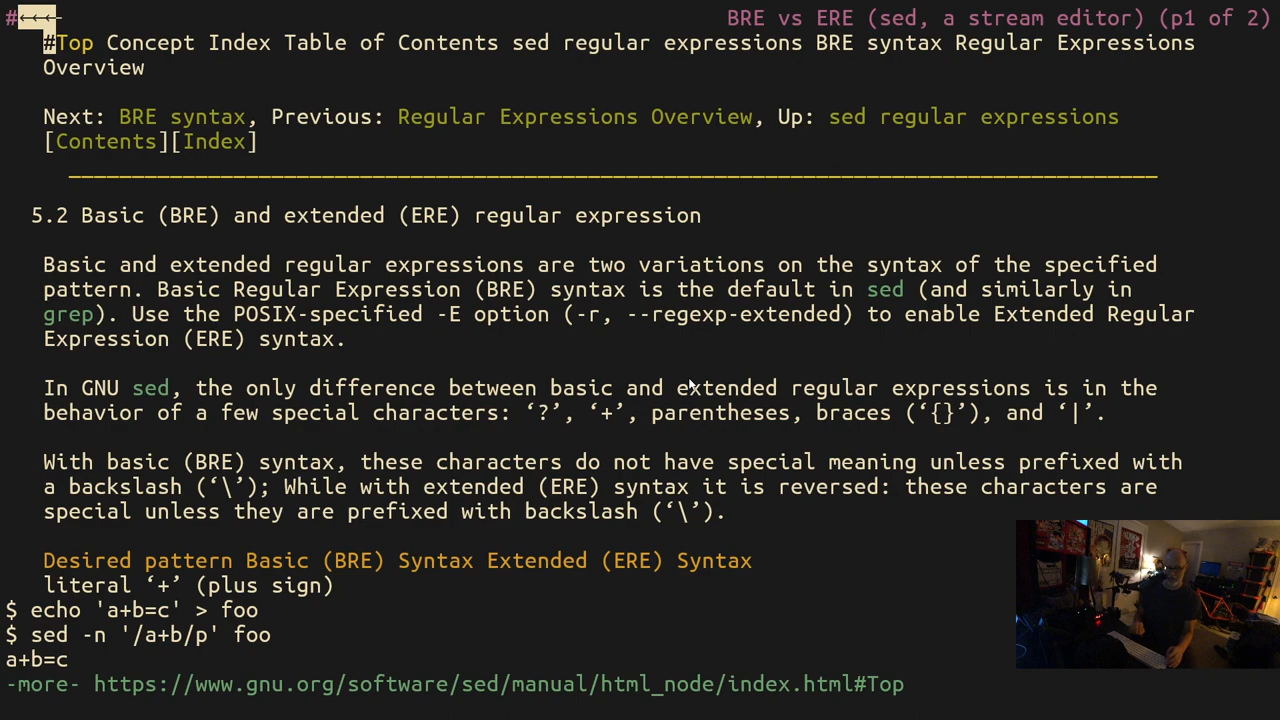 #←←← BRE vs ERE (sed, a stream editor) (p1 of 2)
#Top Concept Index Table of Contents sed regular expressions BRE syntax Regular Expressions
Overview
Next: BRE syntax, Previous: Regular Expressions Overview, Up: sed regular expressions
[Contents][Index]
5.2 Basic (BRE) and extended (ERE) regular expression
Basic and extended regular expressions are two variations on the syntax of the specified
pattern. Basic Regular Expression (BRE) syntax is the default in sed (and similarly in
grep). Use the POSIX-specified -E option (-r, --regexp-extended) to enable Extended Regular
Expression (ERE) syntax.
In GNU sed, the only difference between basic and extended regular expressions is in the
behavior of a few special characters: ‘?’, ‘+’, parentheses, braces (‘{}’), and ‘|’.
With basic (BRE) syntax, these characters do not have special meaning unless prefixed with
a backslash (‘\’); While with extended (ERE) syntax it is reversed: these characters are
special unless they are prefixed with backslash (‘\’).
Desired pattern Basic (BRE) Syntax Extended (ERE) Syntax
literal ‘+’ (plus sign)
$ echo 'a+b=c' > foo
$ sed -n '/a+b/p' foo
a+b=c
-more- https://www.gnu.org/software/sed/manual/html_node/index.html#Top